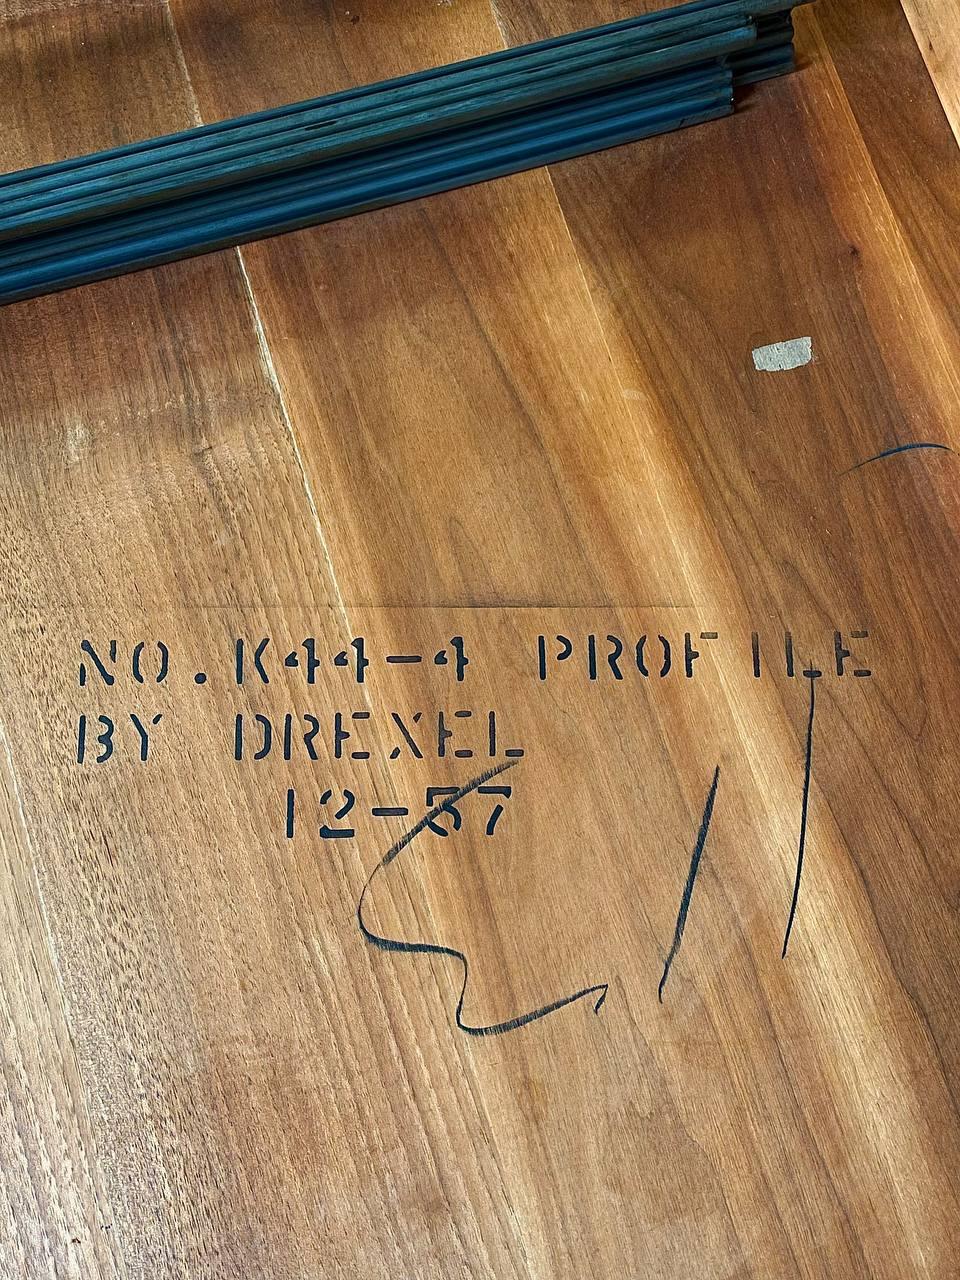 NO.K44-4 PROFILE
BY DREXEL
12-57